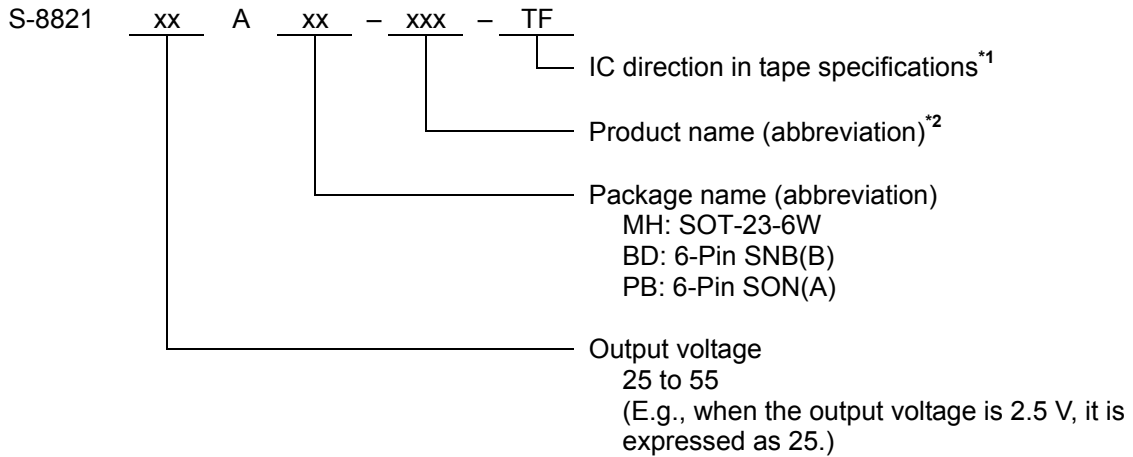 S-8821 xx A xx – xxx – TF
IC direction in tape specifications*1
Product name (abbreviation)*2
Package name (abbreviation)
MH: SOT-23-6W
BD: 6-Pin SNB(B)
PB: 6-Pin SON(A)
Output voltage
25 to 55
(E.g., when the output voltage is 2.5 V, it is
expressed as 25.)